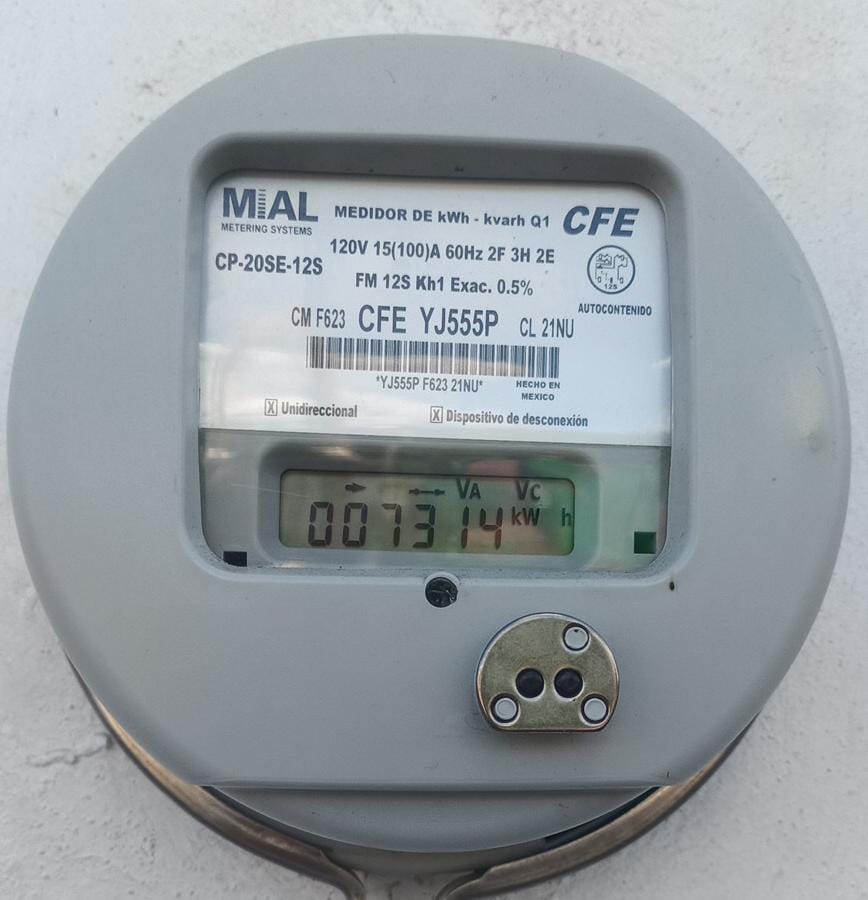 MIAL
METERING SYSTEMS
MEDIDOR DE kWh - kvarh Q1
CFE
120V 15(100)A 60Hz 2F 3H 2E
CP-20SE-12S
FM 12S Kh1 Exac. 0.5%
12S
AUTOCONTENIDO
CM F623 CFE YJ555P CL 21NU
*YJ555P F623 21NU*
HECHO EN
MEXICO
X Unidireccional
X Dispositivo de desconexión
VA VC
007314 kW h